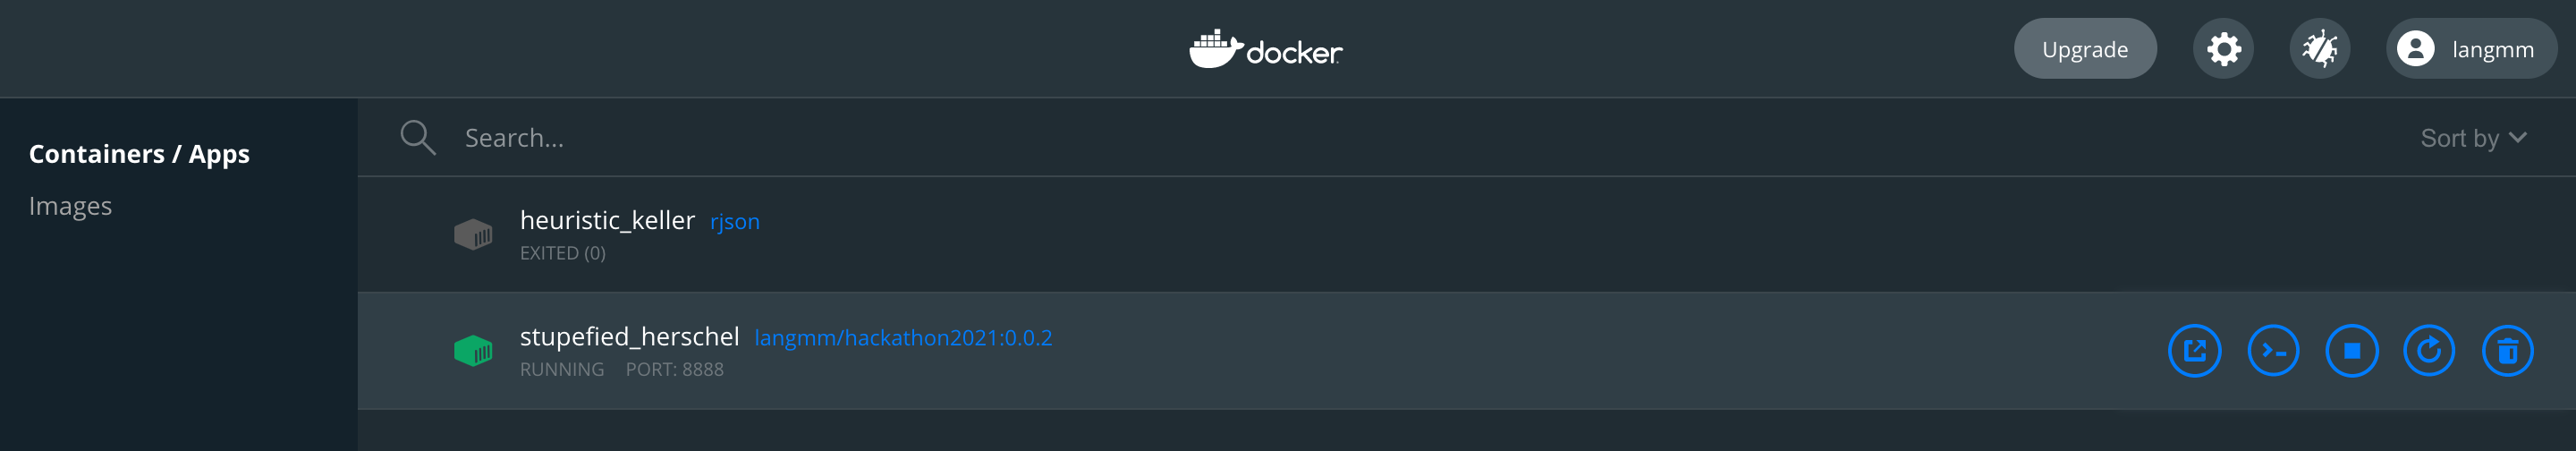 docker
Upgrade
langmm
Containers / Apps
Images
Search...
Sort by
heuristic_keller rjson
EXITED (0)
stupefied_herschel langmm/hackathon2021:0.0.2
RUNNING PORT: 8888